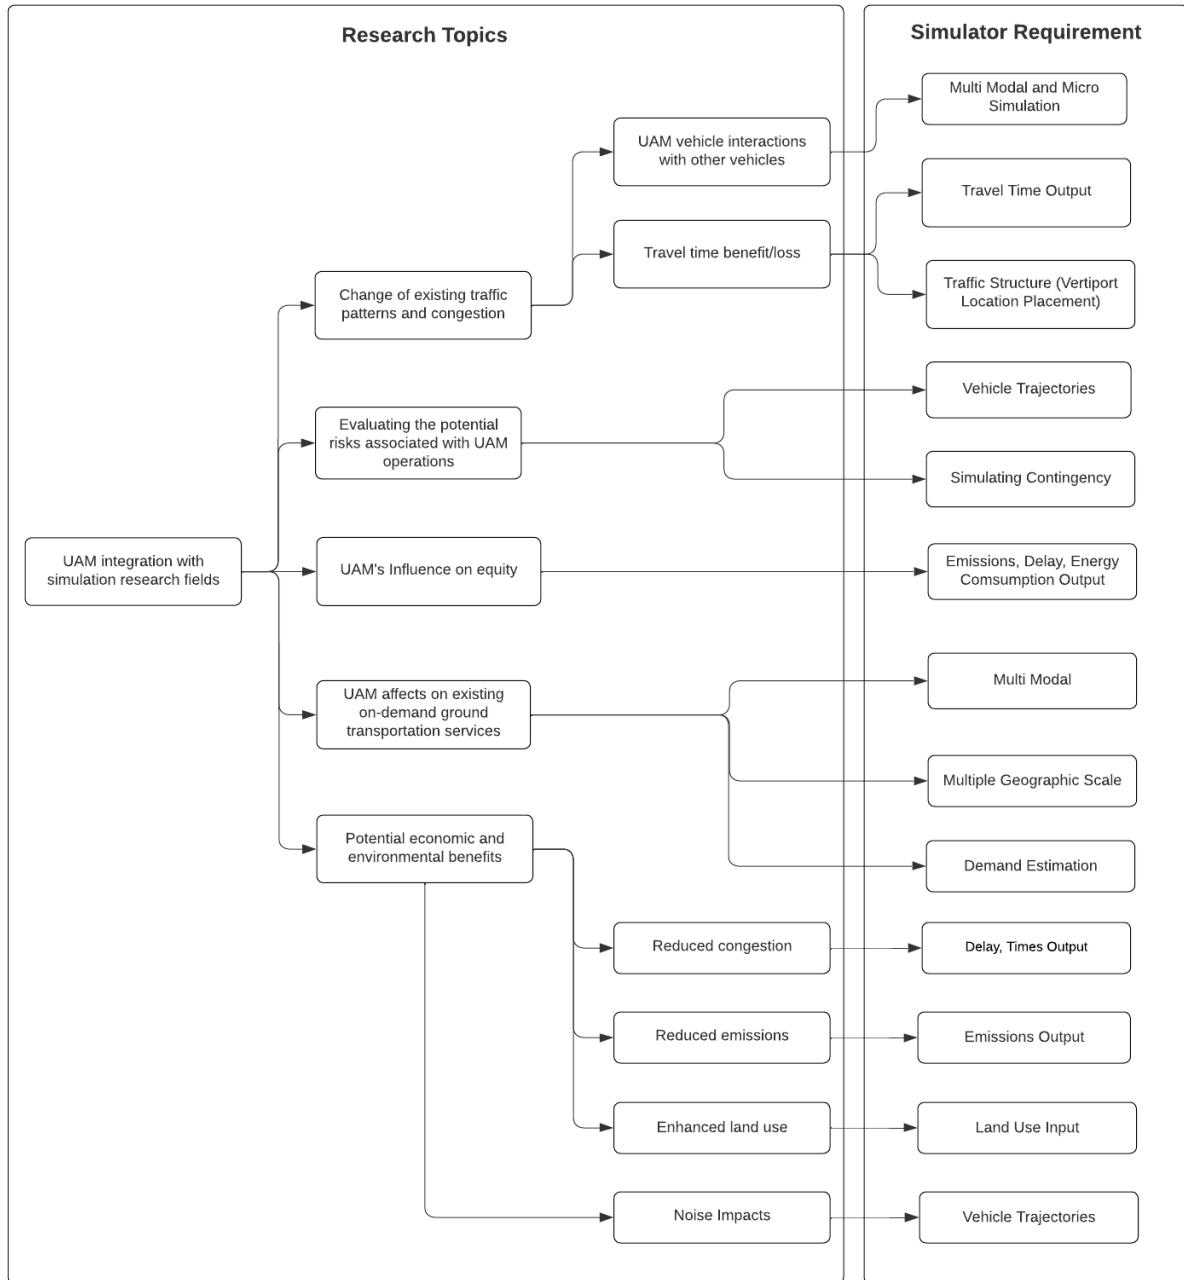 Research Topics
Simulator Requirement
Multi Modal and Micro
Simulation
UAM vehicle interactions
with other vehicles
Travel Time Output
Travel time benefit/loss
Traffic Structure (Vertiport
Location Placement)
Change of existing traffic
patterns and congestion
Vehicle Trajectories
Evaluating the potential
risks associated with UAM
operations
Simulating Contingency
UAM integration with
simulation research fields
UAM's Influence on equity
Emissions, Delay, Energy
Comsumption Output
Multi Modal
UAM affects on existing
on-demand ground
transportation services
Multiple Geographic Scale
Potential economic and
environmental benefits
Demand Estimation
Reduced congestion
Delay, Times Output
Reduced emissions
Emissions Output
Enhanced land use
Land Use Input
Noise Impacts
Vehicle Trajectories